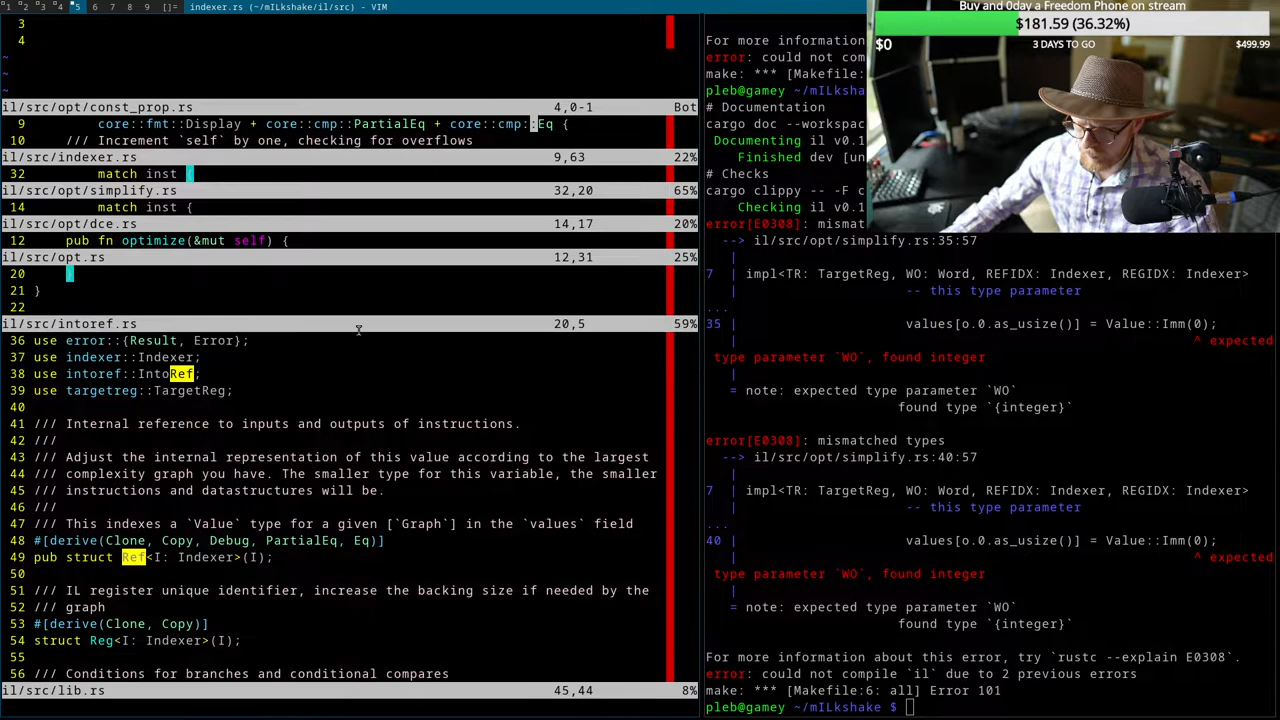 1 2 3 4 5 6 7 8 9 []= indexer.rs (~/mILkshake/il/src) - VIM
3
4
~
~
~
il/src/opt/const_prop.rs 4,0-1 Bot
9 core::fmt::Display + core::cmp::PartialEq + core::cmp::Eq {
10 /// Increment `self` by one, checking for overflows
il/src/indexer.rs 9,63 22%
32 match inst {
il/src/opt/simplify.rs 32,20 65%
14 match inst {
il/src/opt/dce.rs 14,17 20%
12 pub fn optimize(&mut self) {
il/src/opt.rs 12,31 25%
20 }
21 }
22
il/src/intoref.rs 20,5 59%
36 use error::{Result, Error};
37 use indexer::Indexer;
38 use intoref::IntoRef;
39 use targetreg::TargetReg;
40
41 /// Internal reference to inputs and outputs of instructions.
42 ///
43 /// Adjust the internal representation of this value according to the largest
44 /// complexity graph you have. The smaller type for this variable, the smaller
45 /// instructions and datastructures will be.
46 ///
47 /// This indexes a `Value` type for a given [`Graph`] in the `values` field
48 #[derive(Clone, Copy, Debug, PartialEq, Eq)]
49 pub struct Ref<I: Indexer>(I);
50
51 /// IL register unique identifier, increase the backing size if needed by the
52 /// graph
53 #[derive(Clone, Copy)]
54 struct Reg<I: Indexer>(I);
55
56 /// Conditions for branches and conditional compares
il/src/lib.rs 45,44 8%
For more information
error: could not com
make: *** [Makefile:
pleb@gamey ~/mILksha
# Documentation
cargo doc --workspac
Documenting il v0.1
Finished dev [un
# Checks
cargo clippy -- -F c
Checking il v0.1
error[E0308]: mismat
--> il/src/opt/simplify.rs:35:57
|
7 | impl<TR: TargetReg, WO: Word, REFIDX: Indexer, REGIDX: Indexer>
| -- this type parameter
...
35 | values[o.0.as_usize()] = Value::Imm(0);
| ^ expected
type parameter `WO`, found integer
|
= note: expected type parameter `WO`
found type `{integer}`
error[E0308]: mismatched types
--> il/src/opt/simplify.rs:40:57
|
7 | impl<TR: TargetReg, WO: Word, REFIDX: Indexer, REGIDX: Indexer>
| -- this type parameter
...
40 | values[o.0.as_usize()] = Value::Imm(0);
| ^ expected
type parameter `WO`, found integer
|
= note: expected type parameter `WO`
found type `{integer}`
For more information about this error, try `rustc --explain E0308`.
error: could not compile `il` due to 2 previous errors
make: *** [Makefile:6: all] Error 101
pleb@gamey ~/mILkshake $
Buy and 0day a Freedom Phone on stream
$181.59 (36.32%)
$0 3 DAYS TO GO $499.99